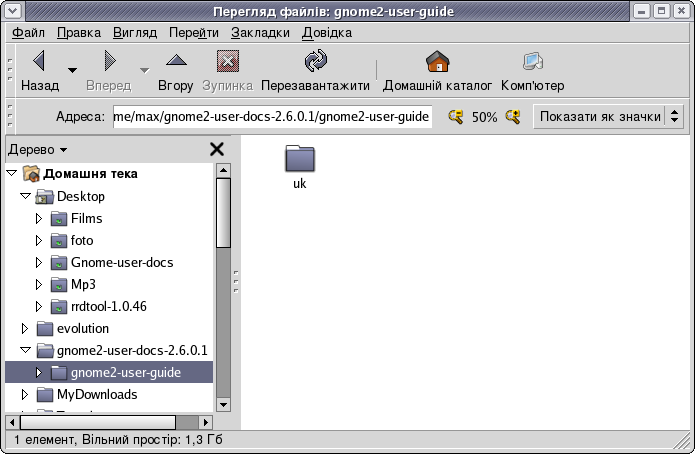 Перегляд файлів: gnome2-user-guide
Файл Правка Вигляд Перейти Закладки Довідка
Назад Вперед Вгору Зупинка Перезавантажити Домашній каталог Комп'ютер
Адреса: me/max/gnome2-user-docs-2.6.0.1/gnome2-user-guide 50% Показати як значки
Дерево
Домашня тека
Desktop
Films
foto
Gnome-user-docs
Mp3
rrdtool-1.0.46
evolution
gnome2-user-docs-2.6.0.1
gnome2-user-guide
MyDownloads
uk
1 елемент, Вільний простір: 1,3 Гб